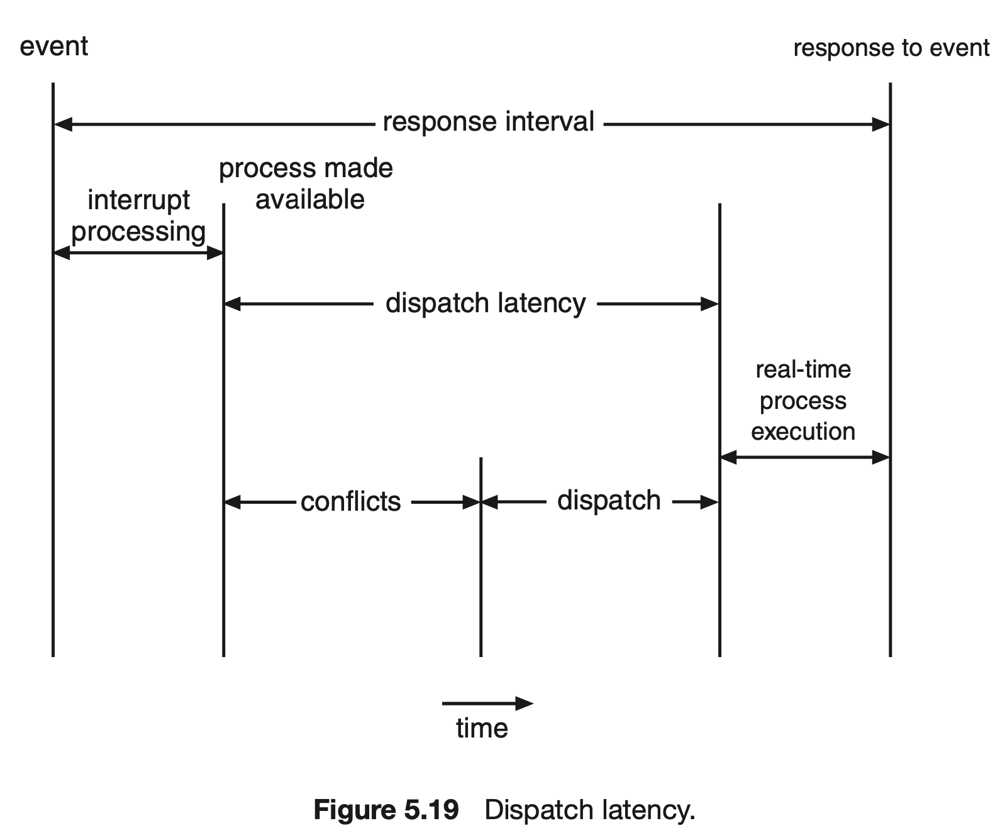 event
response to event
response interval
process made
available
interrupt
processing
dispatch latency
real-time
process
execution
conflicts
dispatch
time
Figure 5.19 Dispatch latency.